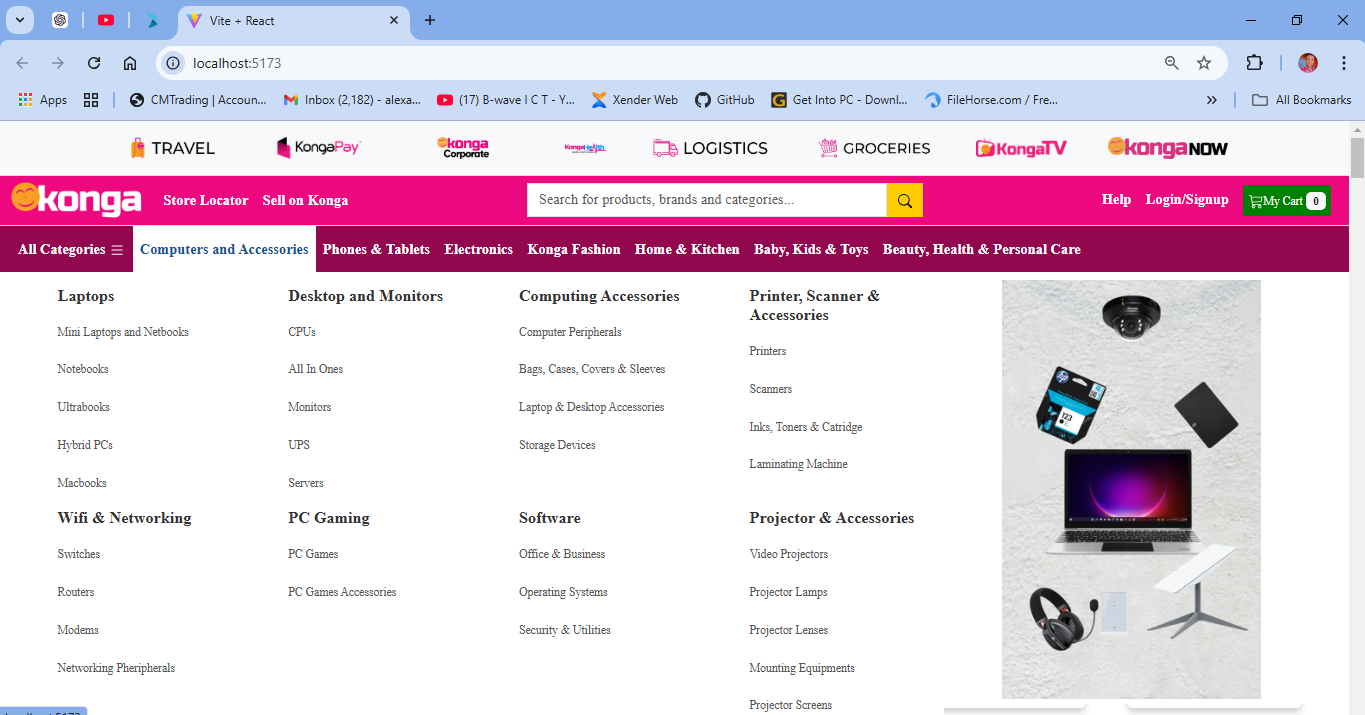 Vite + React
localhost:5173
Apps
CMTrading | Accoun...
Inbox (2,182) - alexa...
(17) B-wave I C T - Y...
Xender Web
GitHub
Get Into PC - Downl...
FileHorse.com / Fre...
All Bookmarks
TRAVEL
KongaPay
konga Corporate
KongaHealth
LOGISTICS
GROCERIES
KongaTV
kongaNOW
konga
Store Locator
Sell on Konga
Search for products, brands and categories...
Help
Login/Signup
My Cart 0
All Categories
Computers and Accessories
Phones & Tablets
Electronics
Konga Fashion
Home & Kitchen
Baby, Kids & Toys
Beauty, Health & Personal Care
Laptops
Mini Laptops and Netbooks
Notebooks
Ultrabooks
Hybrid PCs
Macbooks
Desktop and Monitors
CPUs
All In Ones
Monitors
UPS
Servers
Computing Accessories
Computer Peripherals
Bags, Cases, Covers & Sleeves
Laptop & Desktop Accessories
Storage Devices
Printer, Scanner &
Accessories
Printers
Scanners
Inks, Toners & Catridge
Laminating Machine
Wifi & Networking
Switches
Routers
Modems
Networking Pheripherals
PC Gaming
PC Games
PC Games Accessories
Software
Office & Business
Operating Systems
Security & Utilities
Projector & Accessories
Video Projectors
Projector Lamps
Projector Lenses
Mounting Equipments
Projector Screens
hp
123
localhost:5173